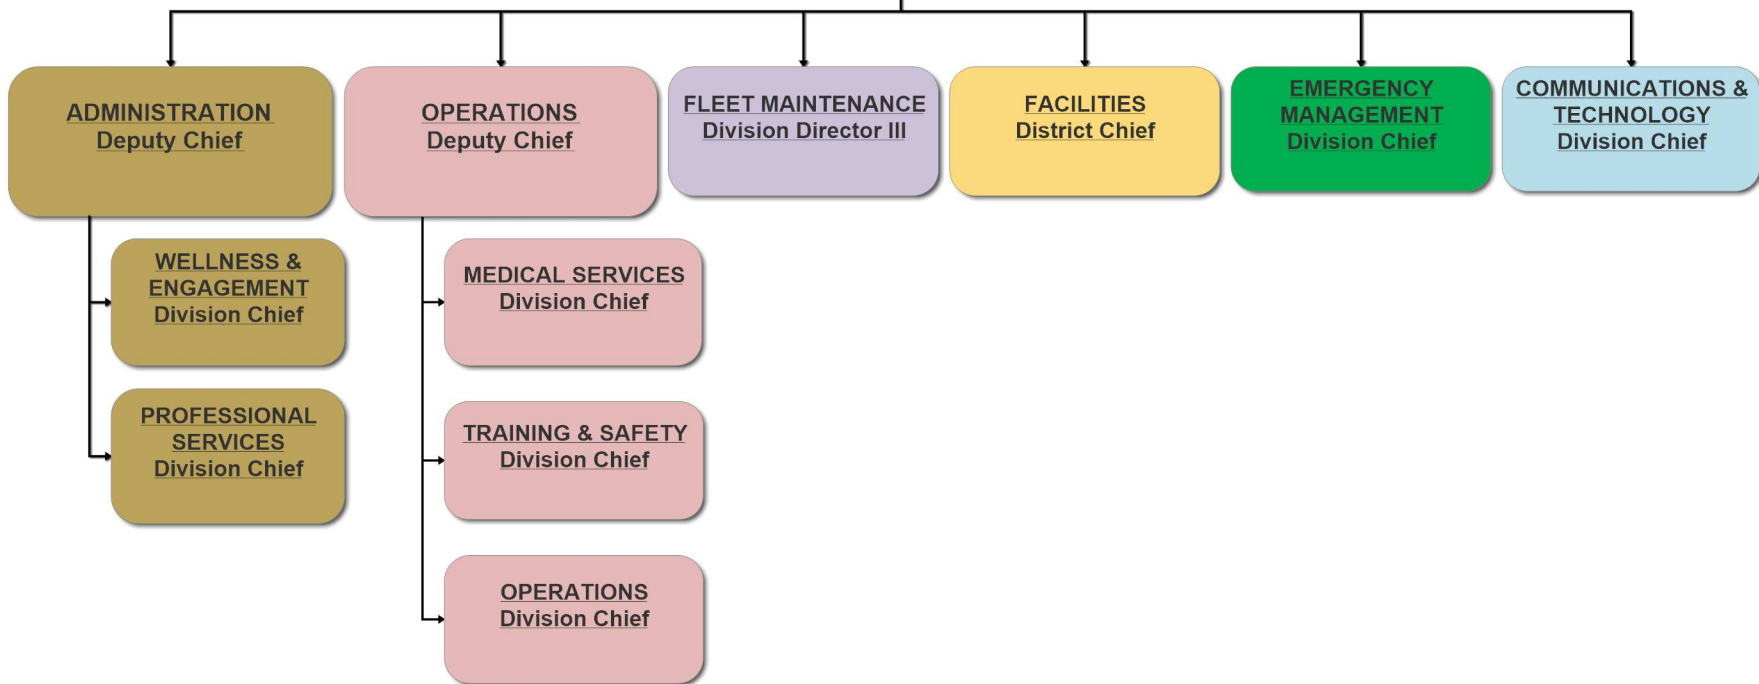 ADMINISTRATION
Deputy Chief
OPERATIONS
Deputy Chief
FLEET MAINTENANCE
Division Director III
FACILITIES
District Chief
EMERGENCY
MANAGEMENT
Division Chief
COMMUNICATIONS &
TECHNOLOGY
Division Chief
WELLNESS &
ENGAGEMENT
Division Chief
PROFESSIONAL
SERVICES
Division Chief
MEDICAL SERVICES
Division Chief
TRAINING & SAFETY
Division Chief
OPERATIONS
Division Chief